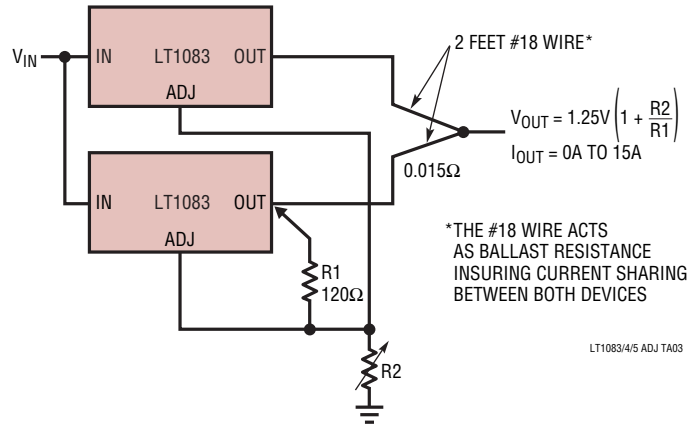 2 FEET #18 WIRE*
V_IN
IN LT1083 OUT
ADJ
V_OUT = 1.25V (1 + R2/R1)
I_OUT = 0A TO 15A
0.015Ω
IN LT1083 OUT
ADJ
*THE #18 WIRE ACTS
AS BALLAST RESISTANCE
INSURING CURRENT SHARING
BETWEEN BOTH DEVICES
R1
120Ω
LT1083/4/5 ADJ TA03
R2